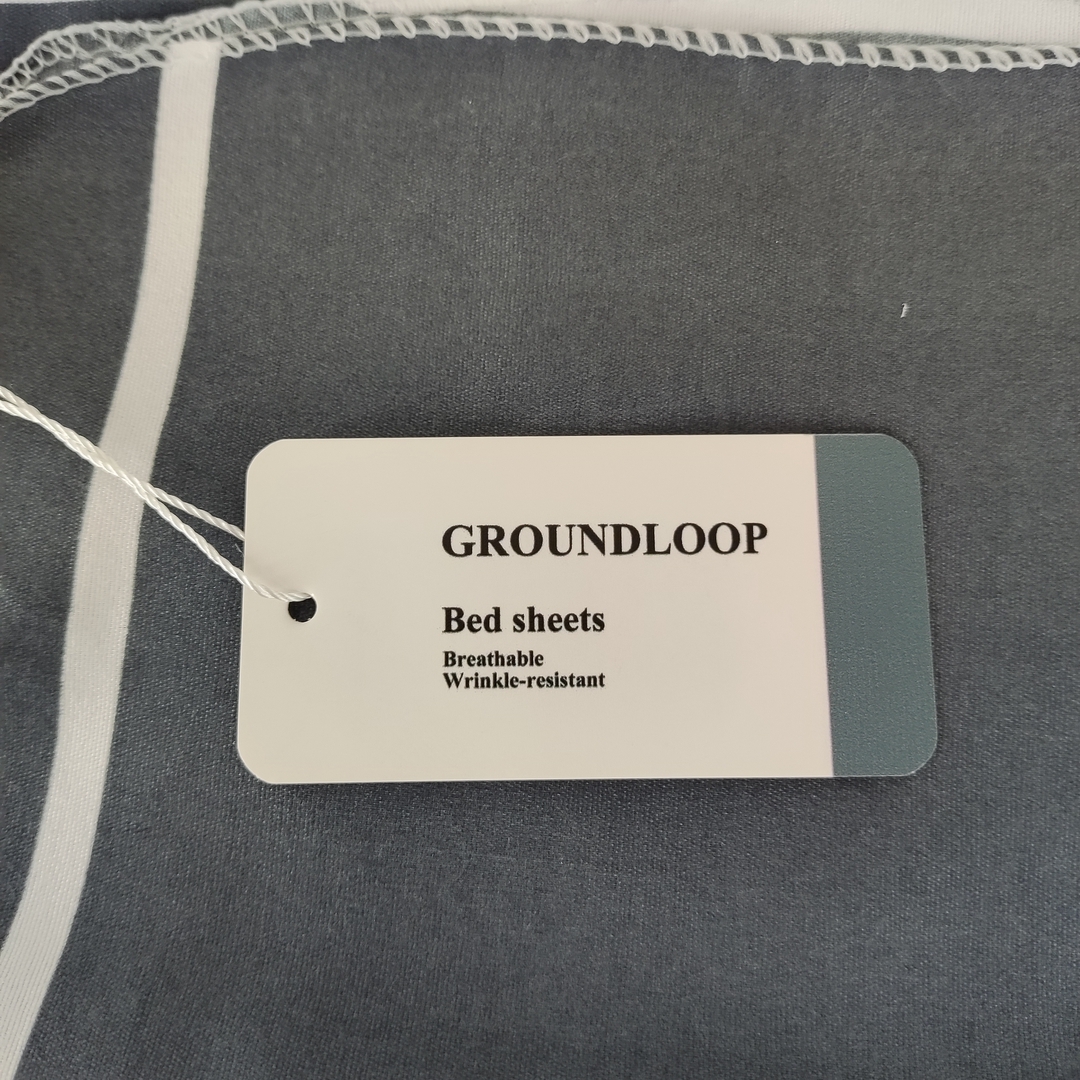 GROUNDLOOP
Bed sheets
Breathable
Wrinkle-resistant